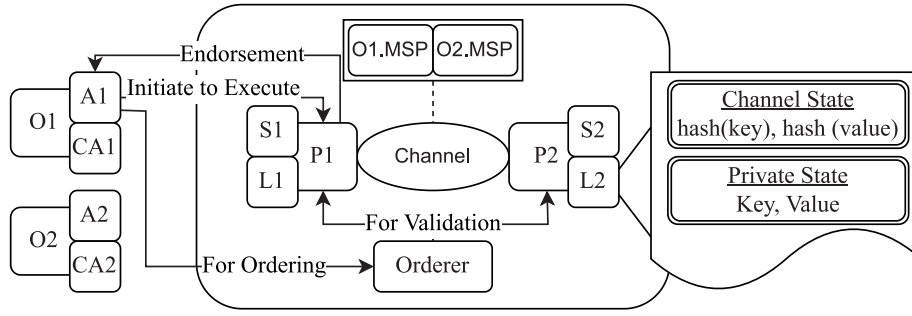 Endorsement
Initiate to Execute
O1.MSP
O2.MSP
O1
A1
CA1
O2
A2
CA2
S1
L1
P1
Channel
P2
S2
L2
For Validation
For Ordering
Orderer
Channel State
hash(key), hash (value)
Private State
Key, Value